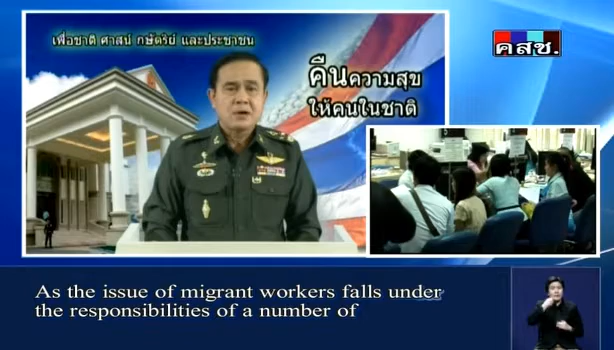 เพื่อชาติ ศาสน์ กษัตริย์ และประชาชน
คืนความสุข
ให้คนในชาติ
คสช.
As the issue of migrant workers falls under
the responsibilities of a number of